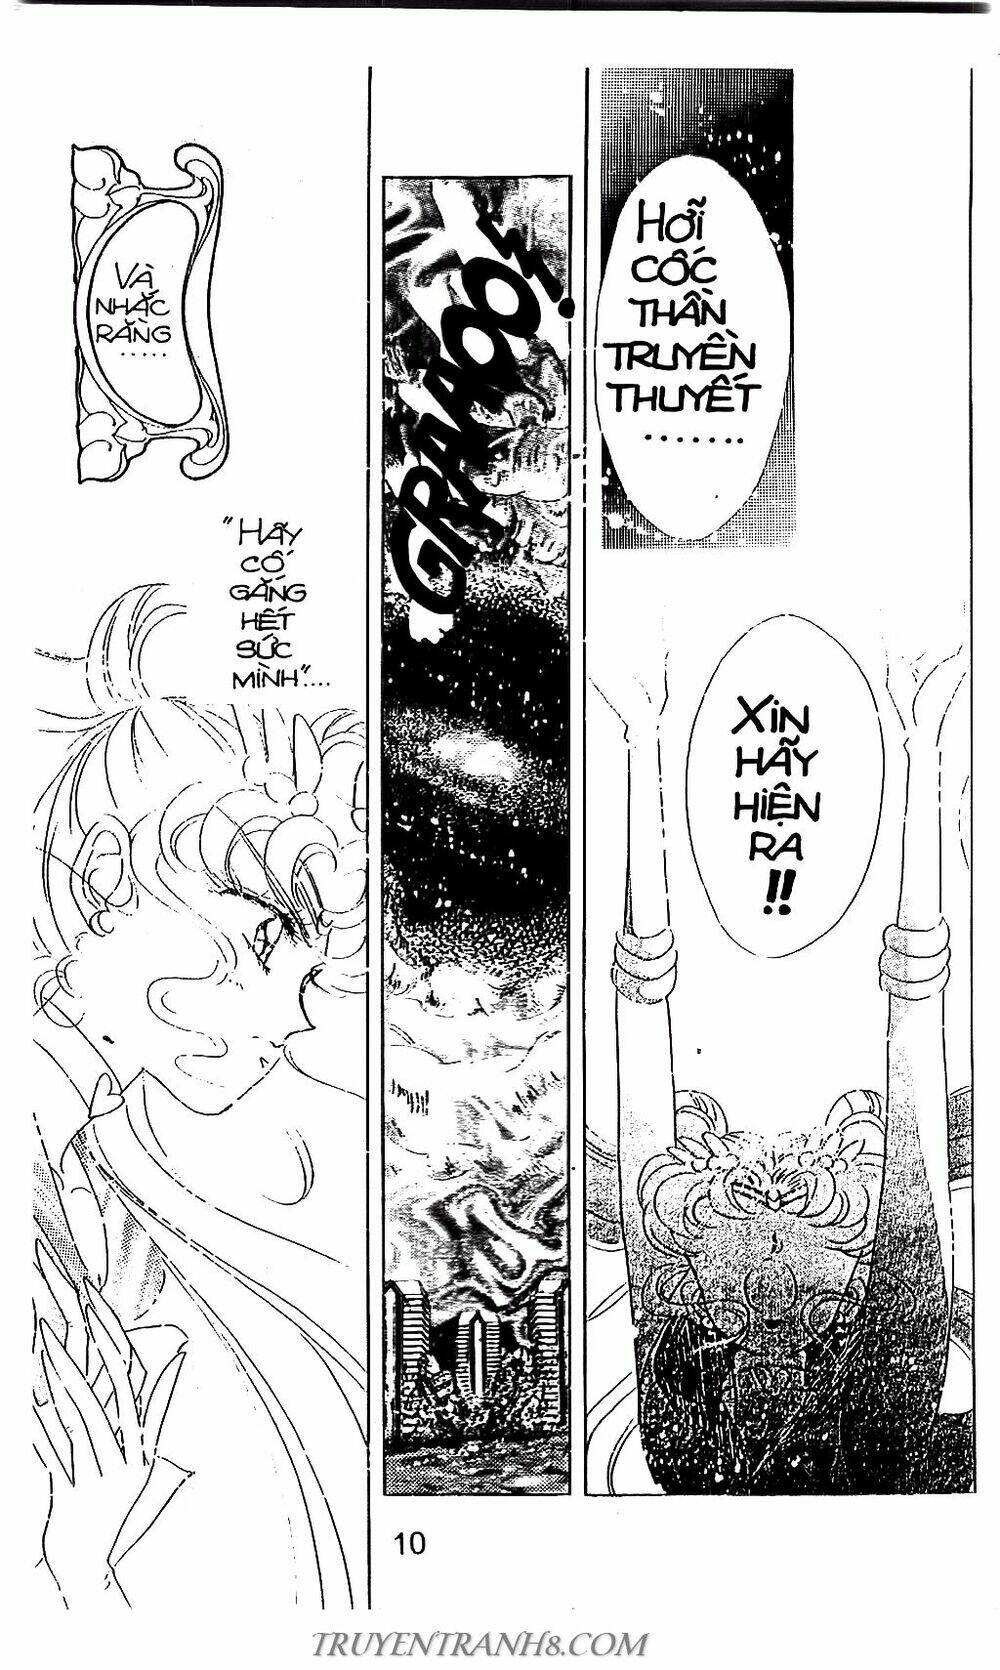 HỠI
CỐC
THẦN
TRUYỀN
THUYẾT
........
XIN
HÃY
HIỆN
RA
!!
GRAAOO
VÀ
NHẮC
RẰNG
.....
"HÃY
CỐ
GẮNG
HẾT
SỨC
MÌNH"....
10
TRUYENTRANH8.COM